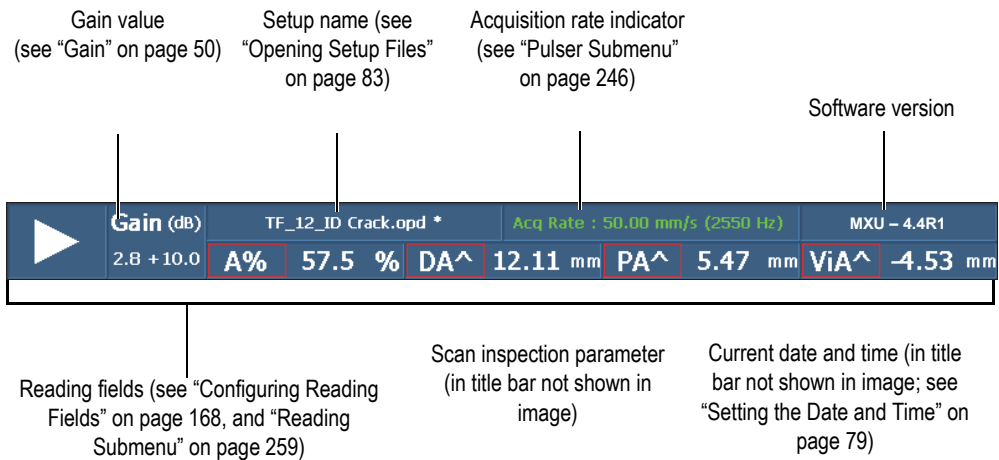 Gain value
(see “Gain” on page 50)
Setup name (see
“Opening Setup Files”
on page 83)
Acquisition rate indicator
(see “Pulser Submenu”
on page 246)
Software version
Gain (dB)
TF_12_ID Crack.opd *
Acq Rate : 50.00 mm/s (2550 Hz)
MXU – 4.4R1
2.8 +10.0
A% 57.5 %
DA^ 12.11 mm
PA^ 5.47 mm
ViA^ -4.53 mm
Reading fields (see “Configuring Reading
Fields” on page 168, and “Reading
Submenu” on page 259)
Scan inspection parameter
(in title bar not shown in
image)
Current date and time (in title
bar not shown in image; see
“Setting the Date and Time” on
page 79)